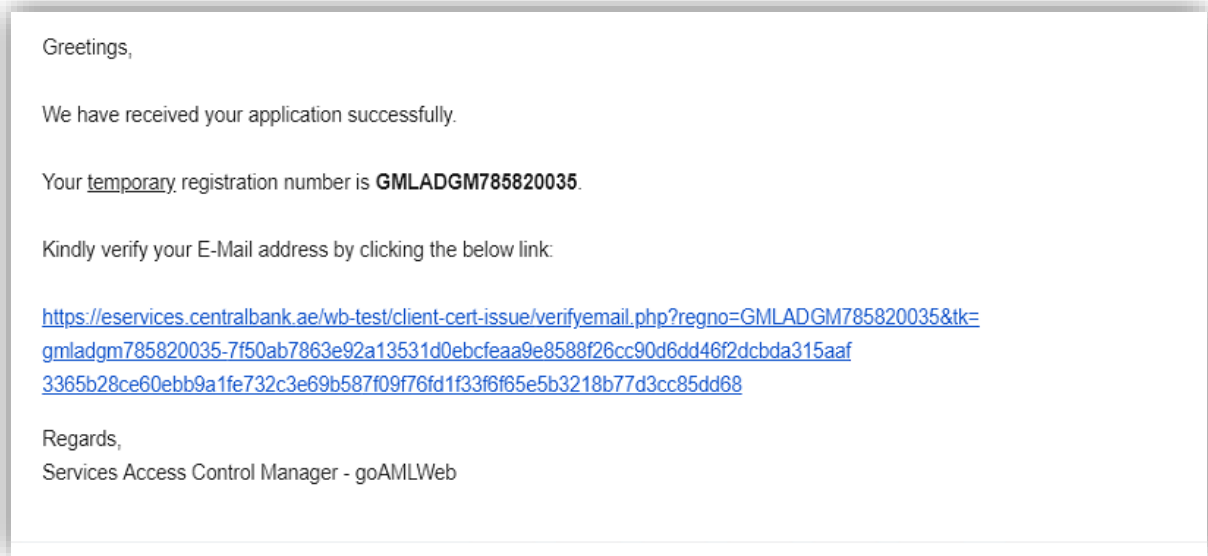 Greetings,
We have received your application successfully.
Your temporary registration number is GMLADGM785820035.
Kindly verify your E-Mail address by clicking the below link:
https://eservices.centralbank.ae/wb-test/client-cert-issue/verifyemail.php?regno=GMLADGM785820035&tk=
gmladgm785820035-7f50ab7863e92a13531d0ebcfeaa9e8588f26cc90d6dd46f2dcbda315aaf
3365b28ce60ebb9a1fe732c3e69b587f09f76fd1f33f6f65e5b3218b77d3cc85dd68
Regards,
Services Access Control Manager - goAMLWeb